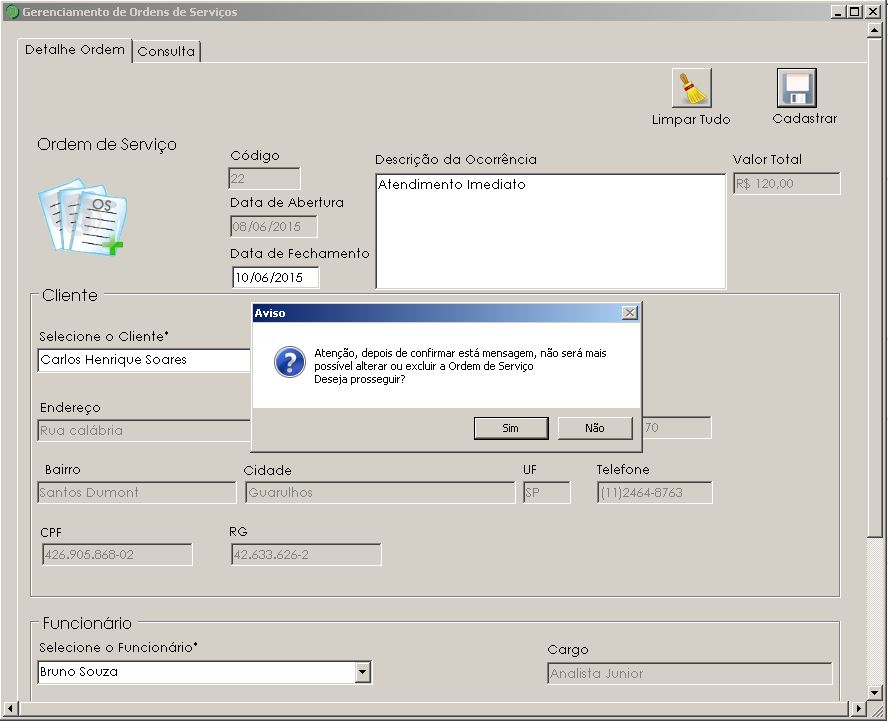 Gerenciamento de Ordens de Serviços
Detalhe Ordem
Consulta
Limpar Tudo
Cadastrar
Ordem de Serviço
OS
Código
22
Data de Abertura
08/06/2015
Data de Fechamento
10/06/2015
Descrição da Ocorrência
Atendimento Imediato
Valor Total
R$ 120,00
Cliente
Selecione o Cliente*
Carlos Henrique Soares
Aviso
Atenção, depois de confirmar está mensagem, não será mais
possível alterar ou excluir a Ordem de Serviço
Deseja prosseguir?
Sim
Não
Endereço
Rua calábria
70
Bairro
Santos Dumont
Cidade
Guarulhos
UF
SP
Telefone
(11)2464-8763
CPF
426.905.868-02
RG
42.633.626-2
Funcionário
Selecione o Funcionário*
Bruno Souza
Cargo
Analista Junior